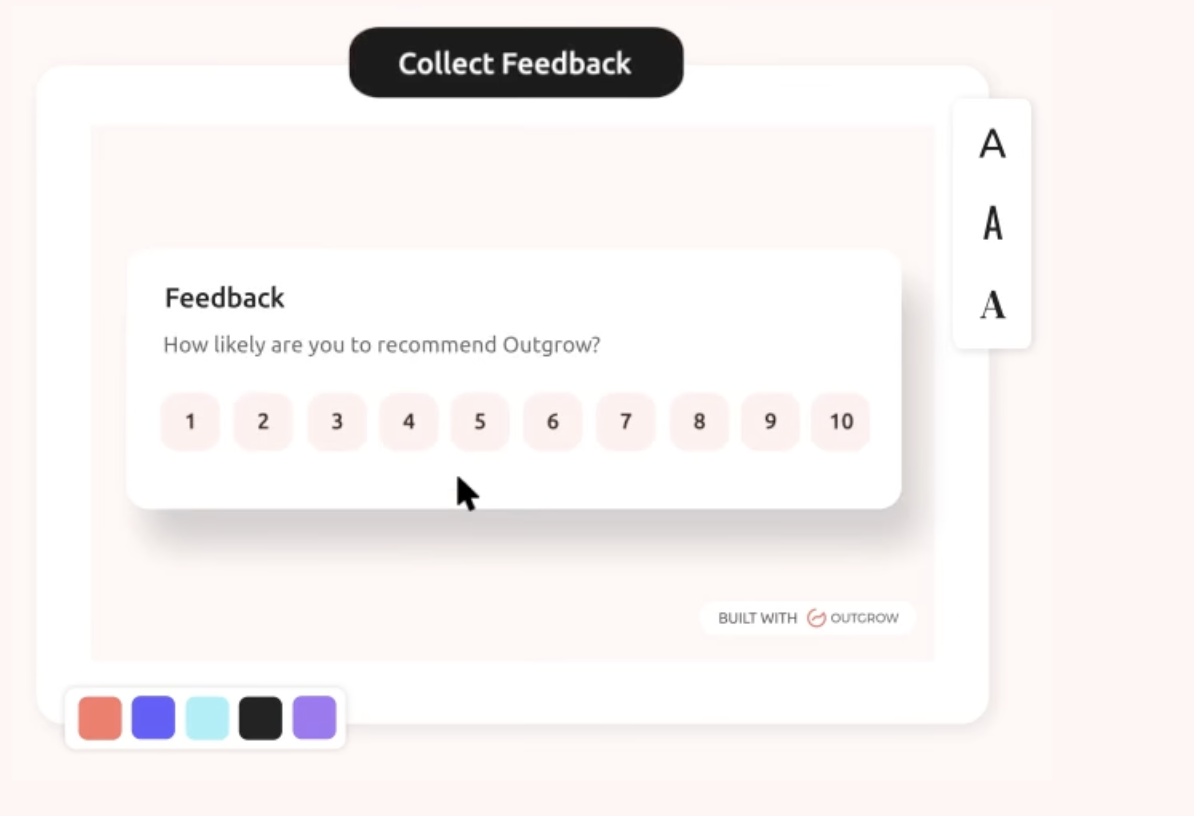 Collect Feedback
A
A
A
Feedback
How likely are you to recommend Outgrow?
1 2 3 4 5 6 7 8 9 10
BUILT WITH OUTGROW